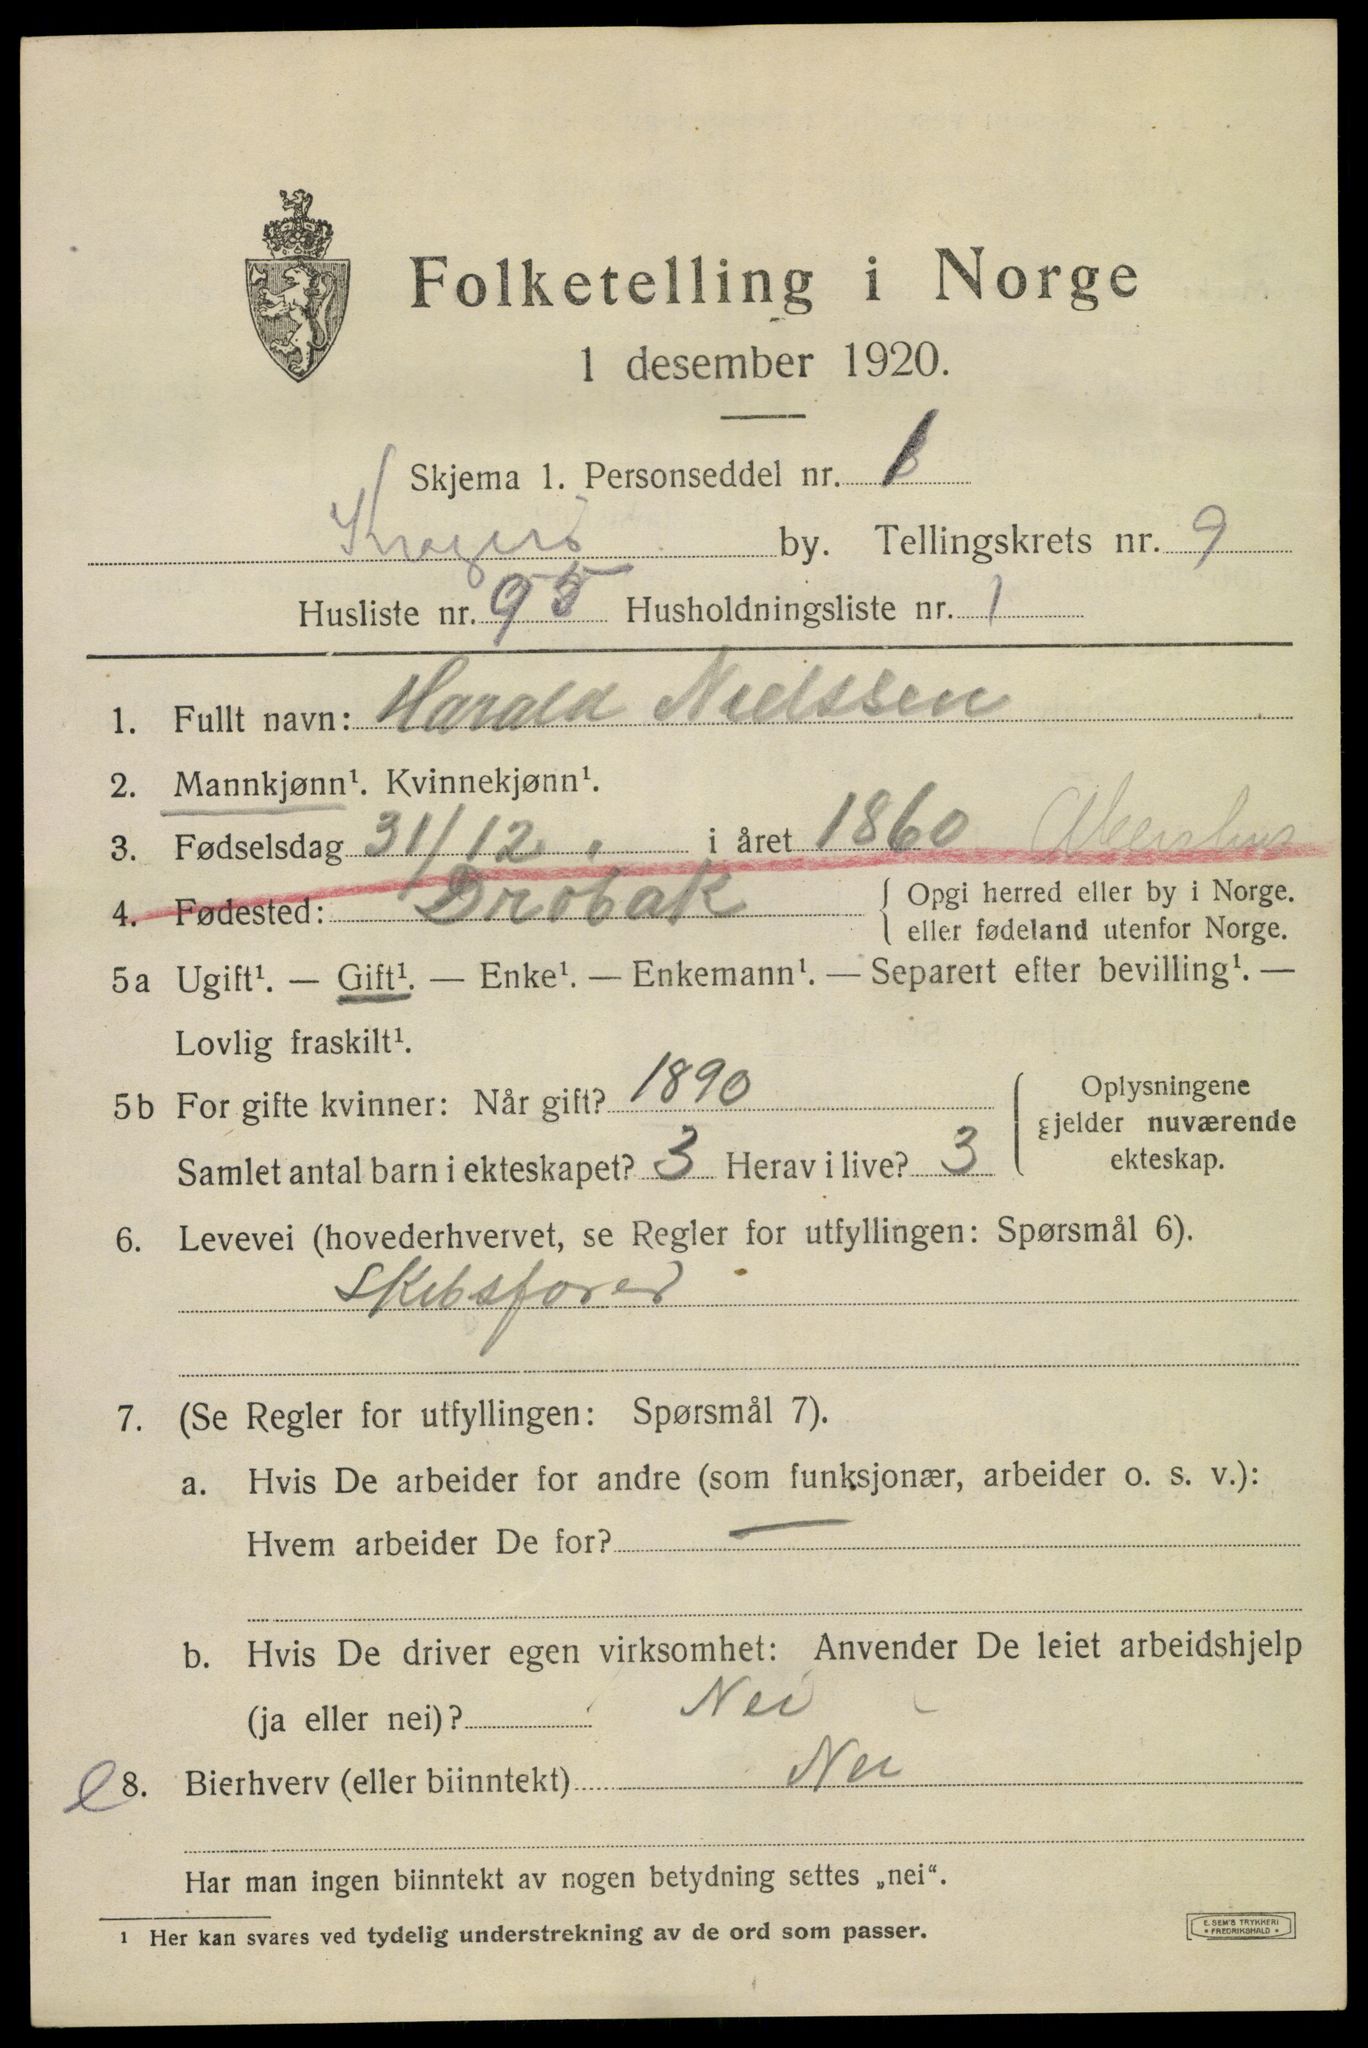 Folketelling i Norge
1 desember 1920.
Skjema 1. Personseddel nr. 1
Kragerø by. Tellingskrets nr. 9
Husliste nr. 95 Husholdningsliste nr. 1
1. Fullt navn: Harald Nielssen
2. Mannkjønn¹. Kvinnekjønn¹.
3. Fødselsdag 31/12. i året 1860 Akershus
4. Fødested: Drøbak { Opgi herred eller by i Norge.
eller fødeland utenfor Norge.
5a Ugift¹. — Gift¹. — Enke¹. — Enkemann¹. — Separert efter bevilling¹. —
Lovlig fraskilt¹.
5b For gifte kvinner: Når gift? 1890
Samlet antal barn i ekteskapet? 3 Herav i live? 3
Oplysningene
gjelder nuværende
ekteskap.
6. Levevei (hovederhvervet, se Regler for utfyllingen: Spørsmål 6).
Skibsfører
7. (Se Regler for utfyllingen: Spørsmål 7).
a. Hvis De arbeider for andre (som funksjonær, arbeider o. s. v.):
Hvem arbeider De for? —
b. Hvis De driver egen virksomhet: Anvender De leiet arbeidshjelp
(ja eller nei)? Nei
8. Bierhverv (eller biinntekt) Nei
Har man ingen biinntekt av nogen betydning settes „nei“.
¹ Her kan svares ved tydelig understrekning av de ord som passer.
E. SEM'S TRYKKERI
* FREDRIKSHALD *